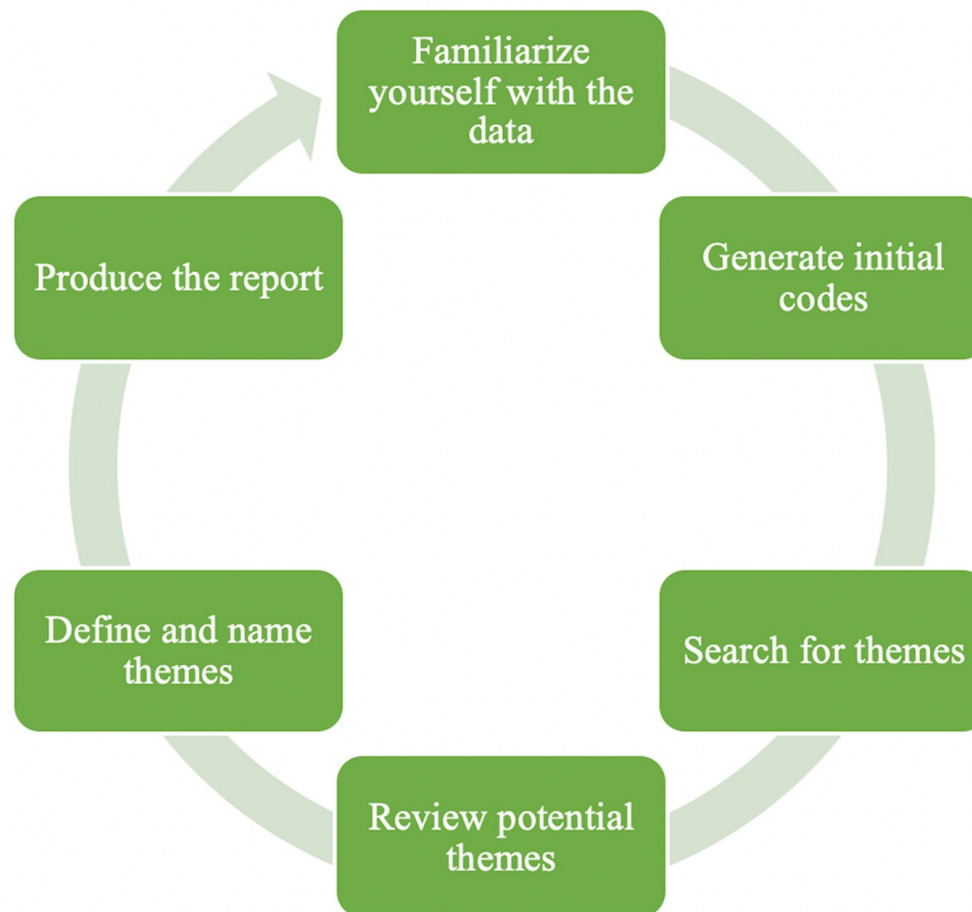 Familiarize
yourself with the
data
Generate initial
codes
Search for themes
Review potential
themes
Define and name
themes
Produce the report